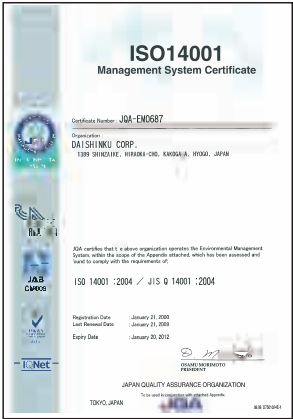 ISO14001
Management System Certificate
Certificate Number : JQA-EM0687
Organization
DAISHINKU CORP.
1389 SHINZAIKE, HIRAOKA-CHO, KAKOGA-A, HYOGO, JAPAN
JQA certifies that t e above organization operates the Environmental Management
System, within the scope of the Appendix attached, which has been assessed and
found to comply with the requirements of:
ISO 14001 :2004 / JIS Q 14001 :2004
Registration Date : January 21, 2000
Last Renewal Date : January 21, 2009
Expiry Date : January 20, 2012
OSAMU MORIMOTO
PRESIDENT
JAPAN QUALITY ASSURANCE ORGANIZATION
To be used in conjunction with attached Appendix.
TOKYO, JAPAN
JQA
JAB
CM009
IQNet